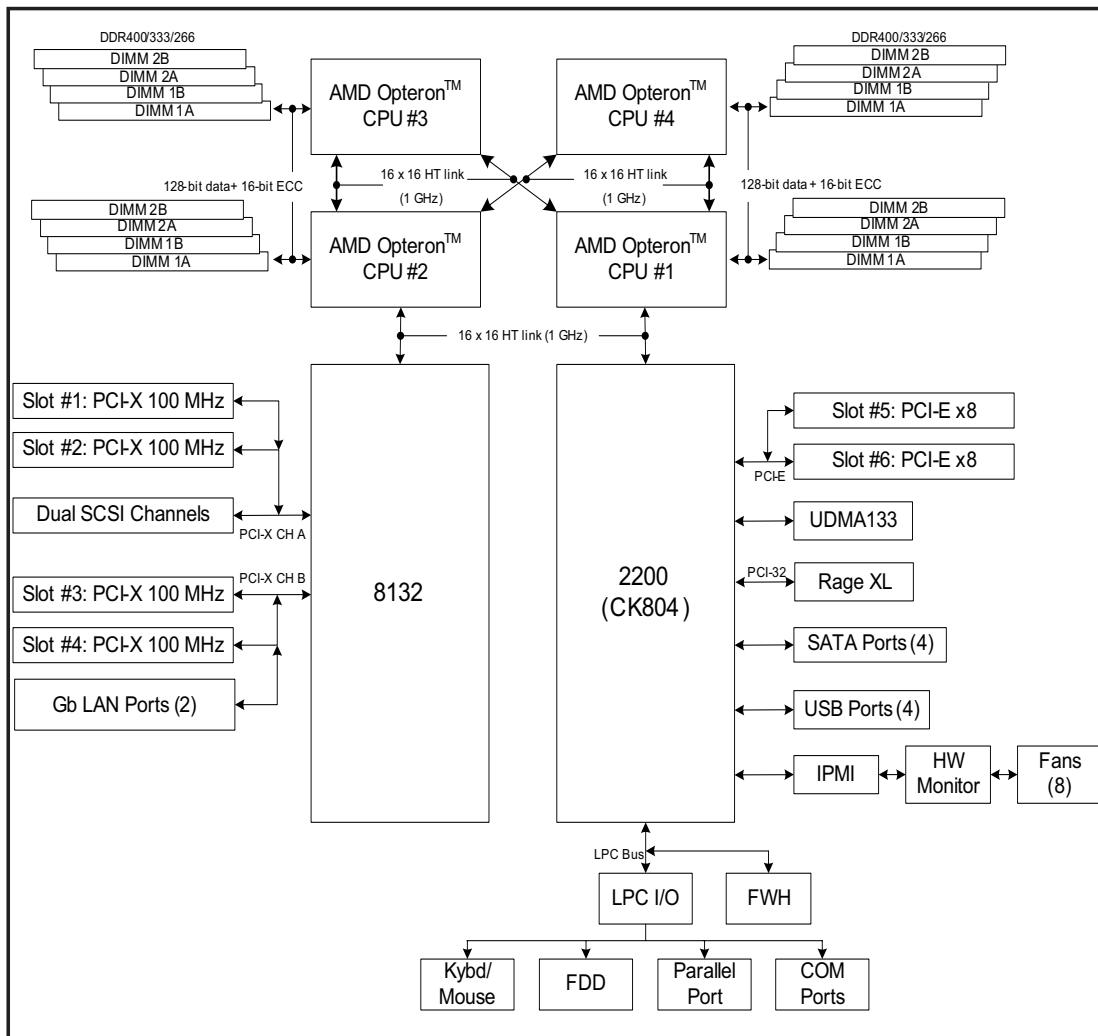 DDR400/333/266
DIMM 2B
DIMM 2A
DIMM 1B
DIMM 1A
AMD Opteron™
CPU #3
AMD Opteron™
CPU #4
DDR400/333/266
DIMM 2B
DIMM 2A
DIMM 1B
DIMM 1A
128-bit data+ 16-bit ECC
16 x 16 HT link
(1 GHz)
16 x 16 HT link
(1 GHz)
128-bit data+ 16-bit ECC
DIMM 2B
DIMM 2A
DIMM 1B
DIMM 1A
AMD Opteron™
CPU #2
AMD Opteron™
CPU #1
DIMM 2B
DIMM 2A
DIMM 1B
DIMM 1A
16 x 16 HT link (1 GHz)
Slot #1: PCI-X 100 MHz
Slot #2: PCI-X 100 MHz
Dual SCSI Channels
PCI-X CH A
PCI-X CH B
Slot #3: PCI-X 100 MHz
Slot #4: PCI-X 100 MHz
Gb LAN Ports (2)
8132
2200
(CK804)
Slot #5: PCI-E x8
Slot #6: PCI-E x8
PCI-E
UDMA133
PCI-32
Rage XL
SATA Ports (4)
USB Ports (4)
IPMI
HW
Monitor
Fans
(8)
LPC Bus
LPC I/O
FWH
Kybd/
Mouse
FDD
Parallel
Port
COM
Ports